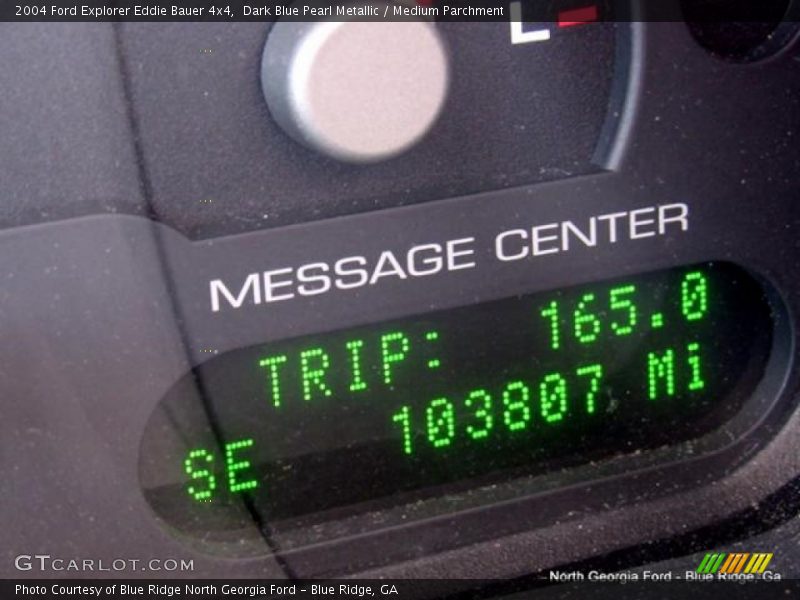 2004 Ford Explorer Eddie Bauer 4x4,  Dark Blue Pearl Metallic / Medium Parchment
L
MESSAGE CENTER
TRIP: 165.0
SE 103807 Mi
GTCARLOT.COM
North Georgia Ford - Blue Ridge, Ga
Photo Courtesy of Blue Ridge North Georgia Ford – Blue Ridge, GA